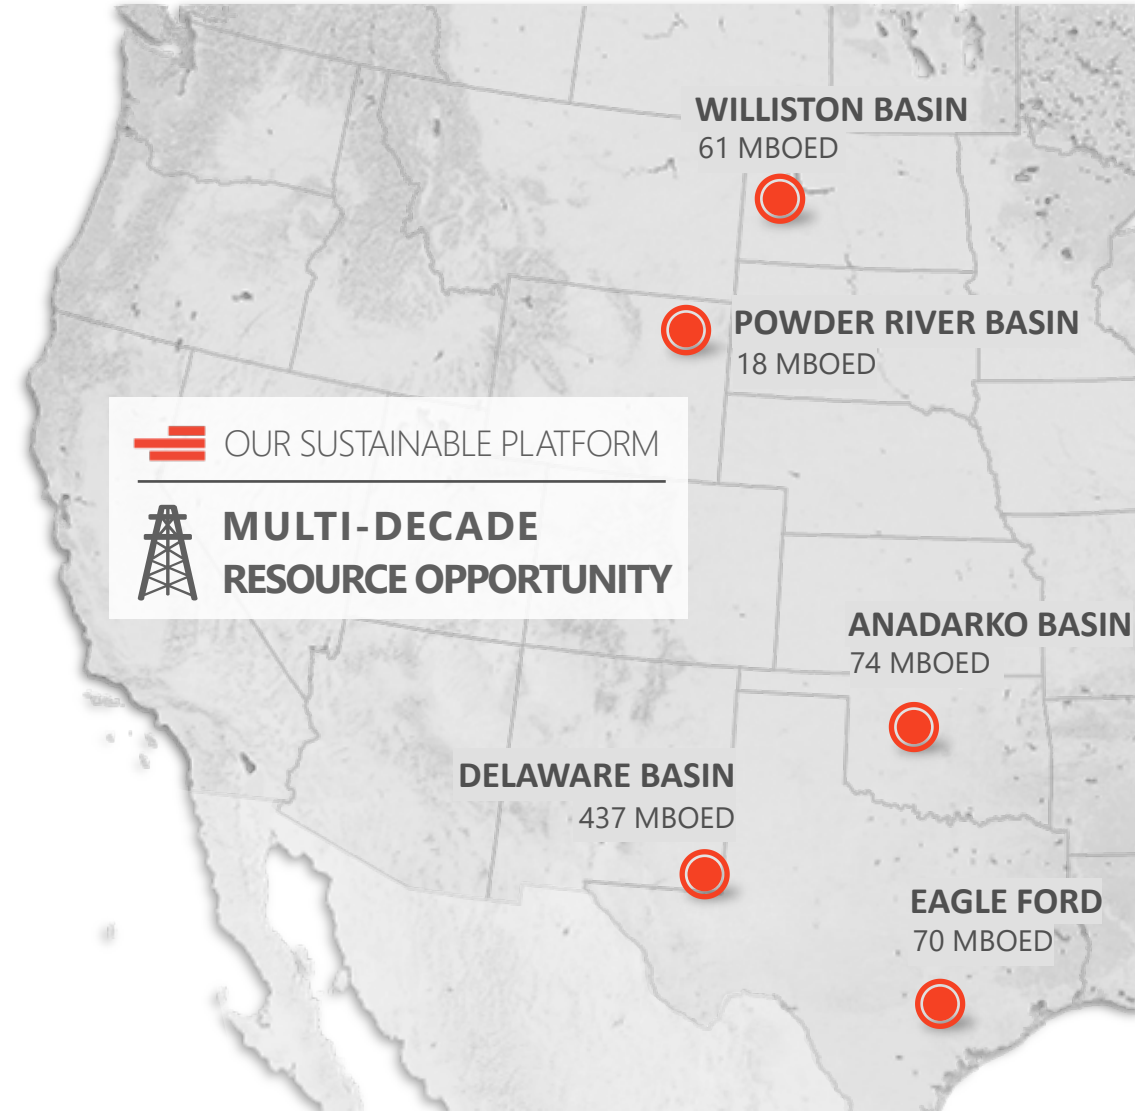 WILLISTON BASIN
61 MBOED
POWDER RIVER BASIN
18 MBOED
OUR SUSTAINABLE PLATFORM
MULTI-DECADE
RESOURCE OPPORTUNITY
ANADARKO BASIN
74 MBOED
DELAWARE BASIN
437 MBOED
EAGLE FORD
70 MBOED